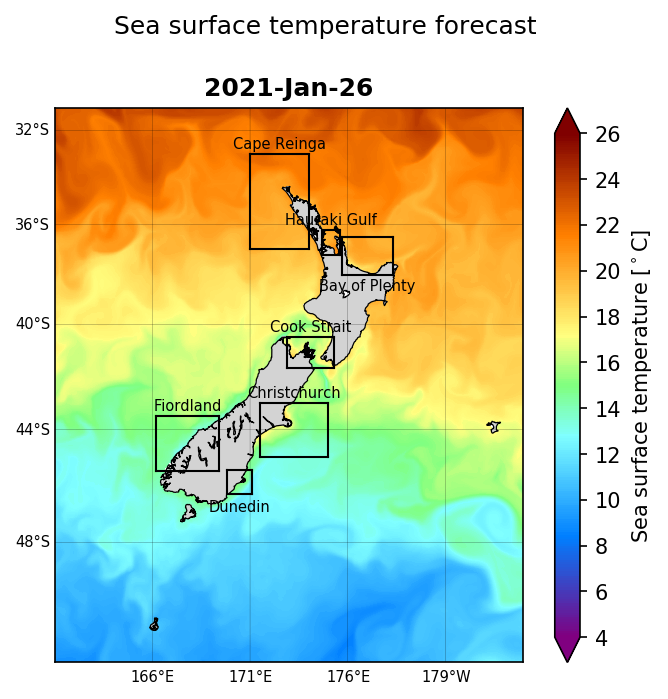 Sea surface temperature forecast
2021-Jan-26
32°S
36°S
40°S
44°S
48°S
Cape Reinga
Hauraki Gulf
Bay of Plenty
Cook Strait
Christchurch
Fiordland
Dunedin
166°E
171°E
176°E
179°W
26
24
22
20
18
16
14
12
10
8
6
4
Sea surface temperature [°C]